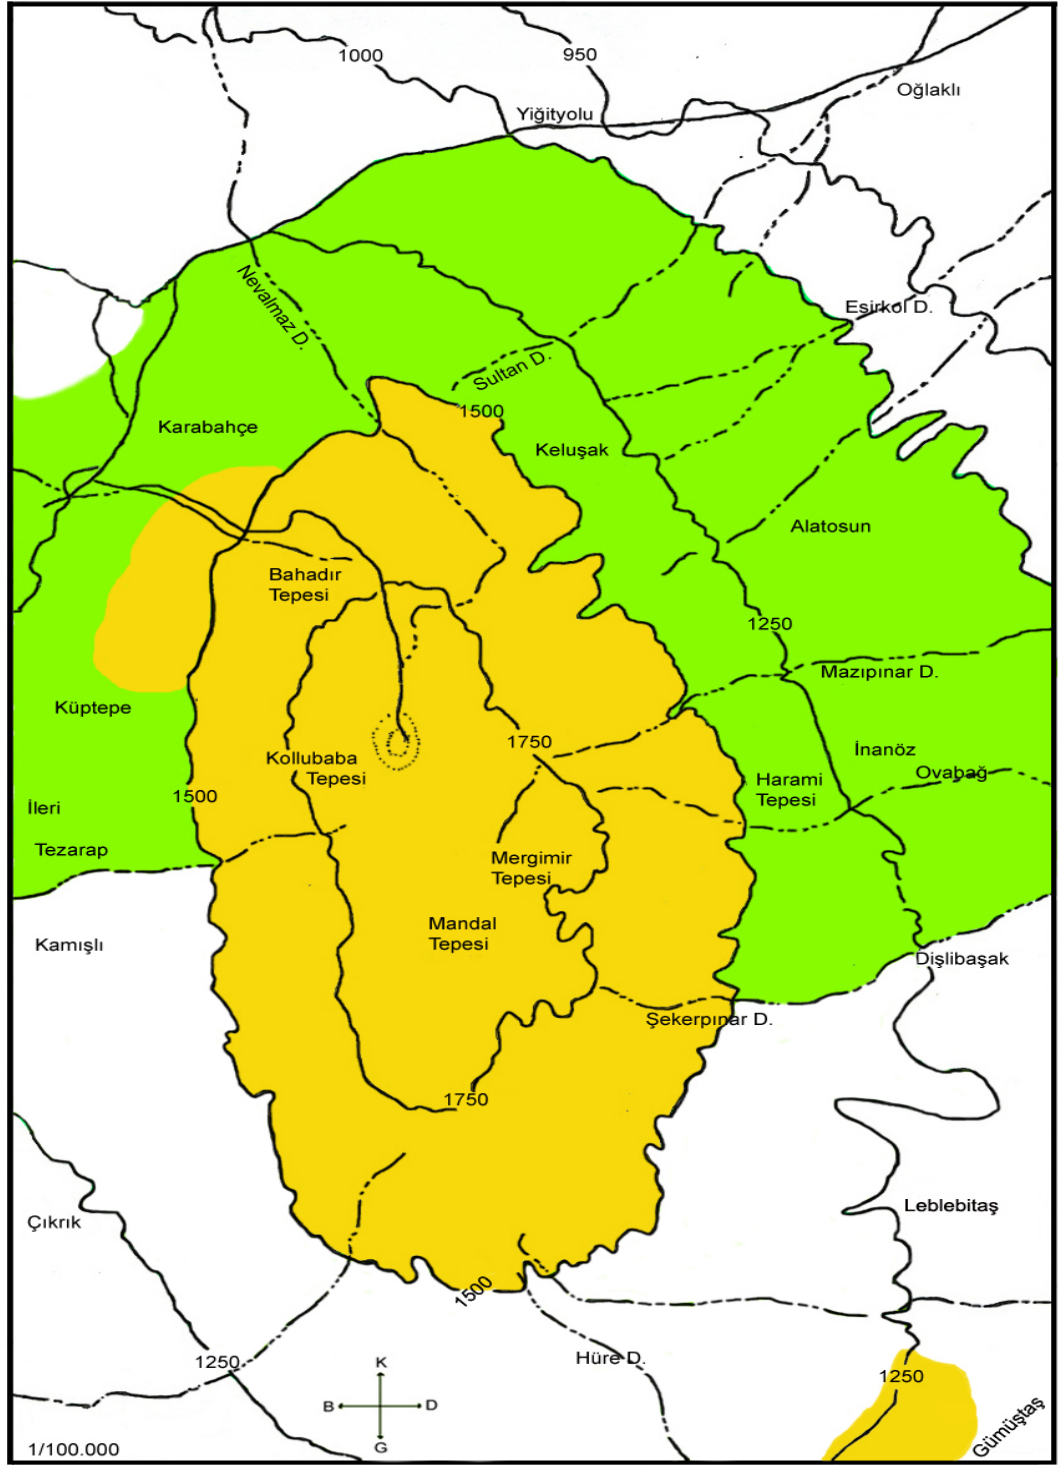 1000
950
Oğlaklı
Yiğityolu
Nevalmaz D.
Esirkol D.
Sultan D.
1500
Karabahçe
Keluşak
Alatosun
Bahadır
Tepesi
1250
Mazıpınar D.
Küptepe
1750
İnanöz
Kollubaba
Tepesi
Ovabağ
Harami
Tepesi
1500
İleri
Tezarap
Mergimir
Tepesi
Mandal
Tepesi
Kamışlı
Dişlibaşak
Şekerpınar D.
1750
Leblebitaş
Çıkrık
1500
1250
Hüre D.
1250
K
B D
G
Gümüştaş
1/100.000